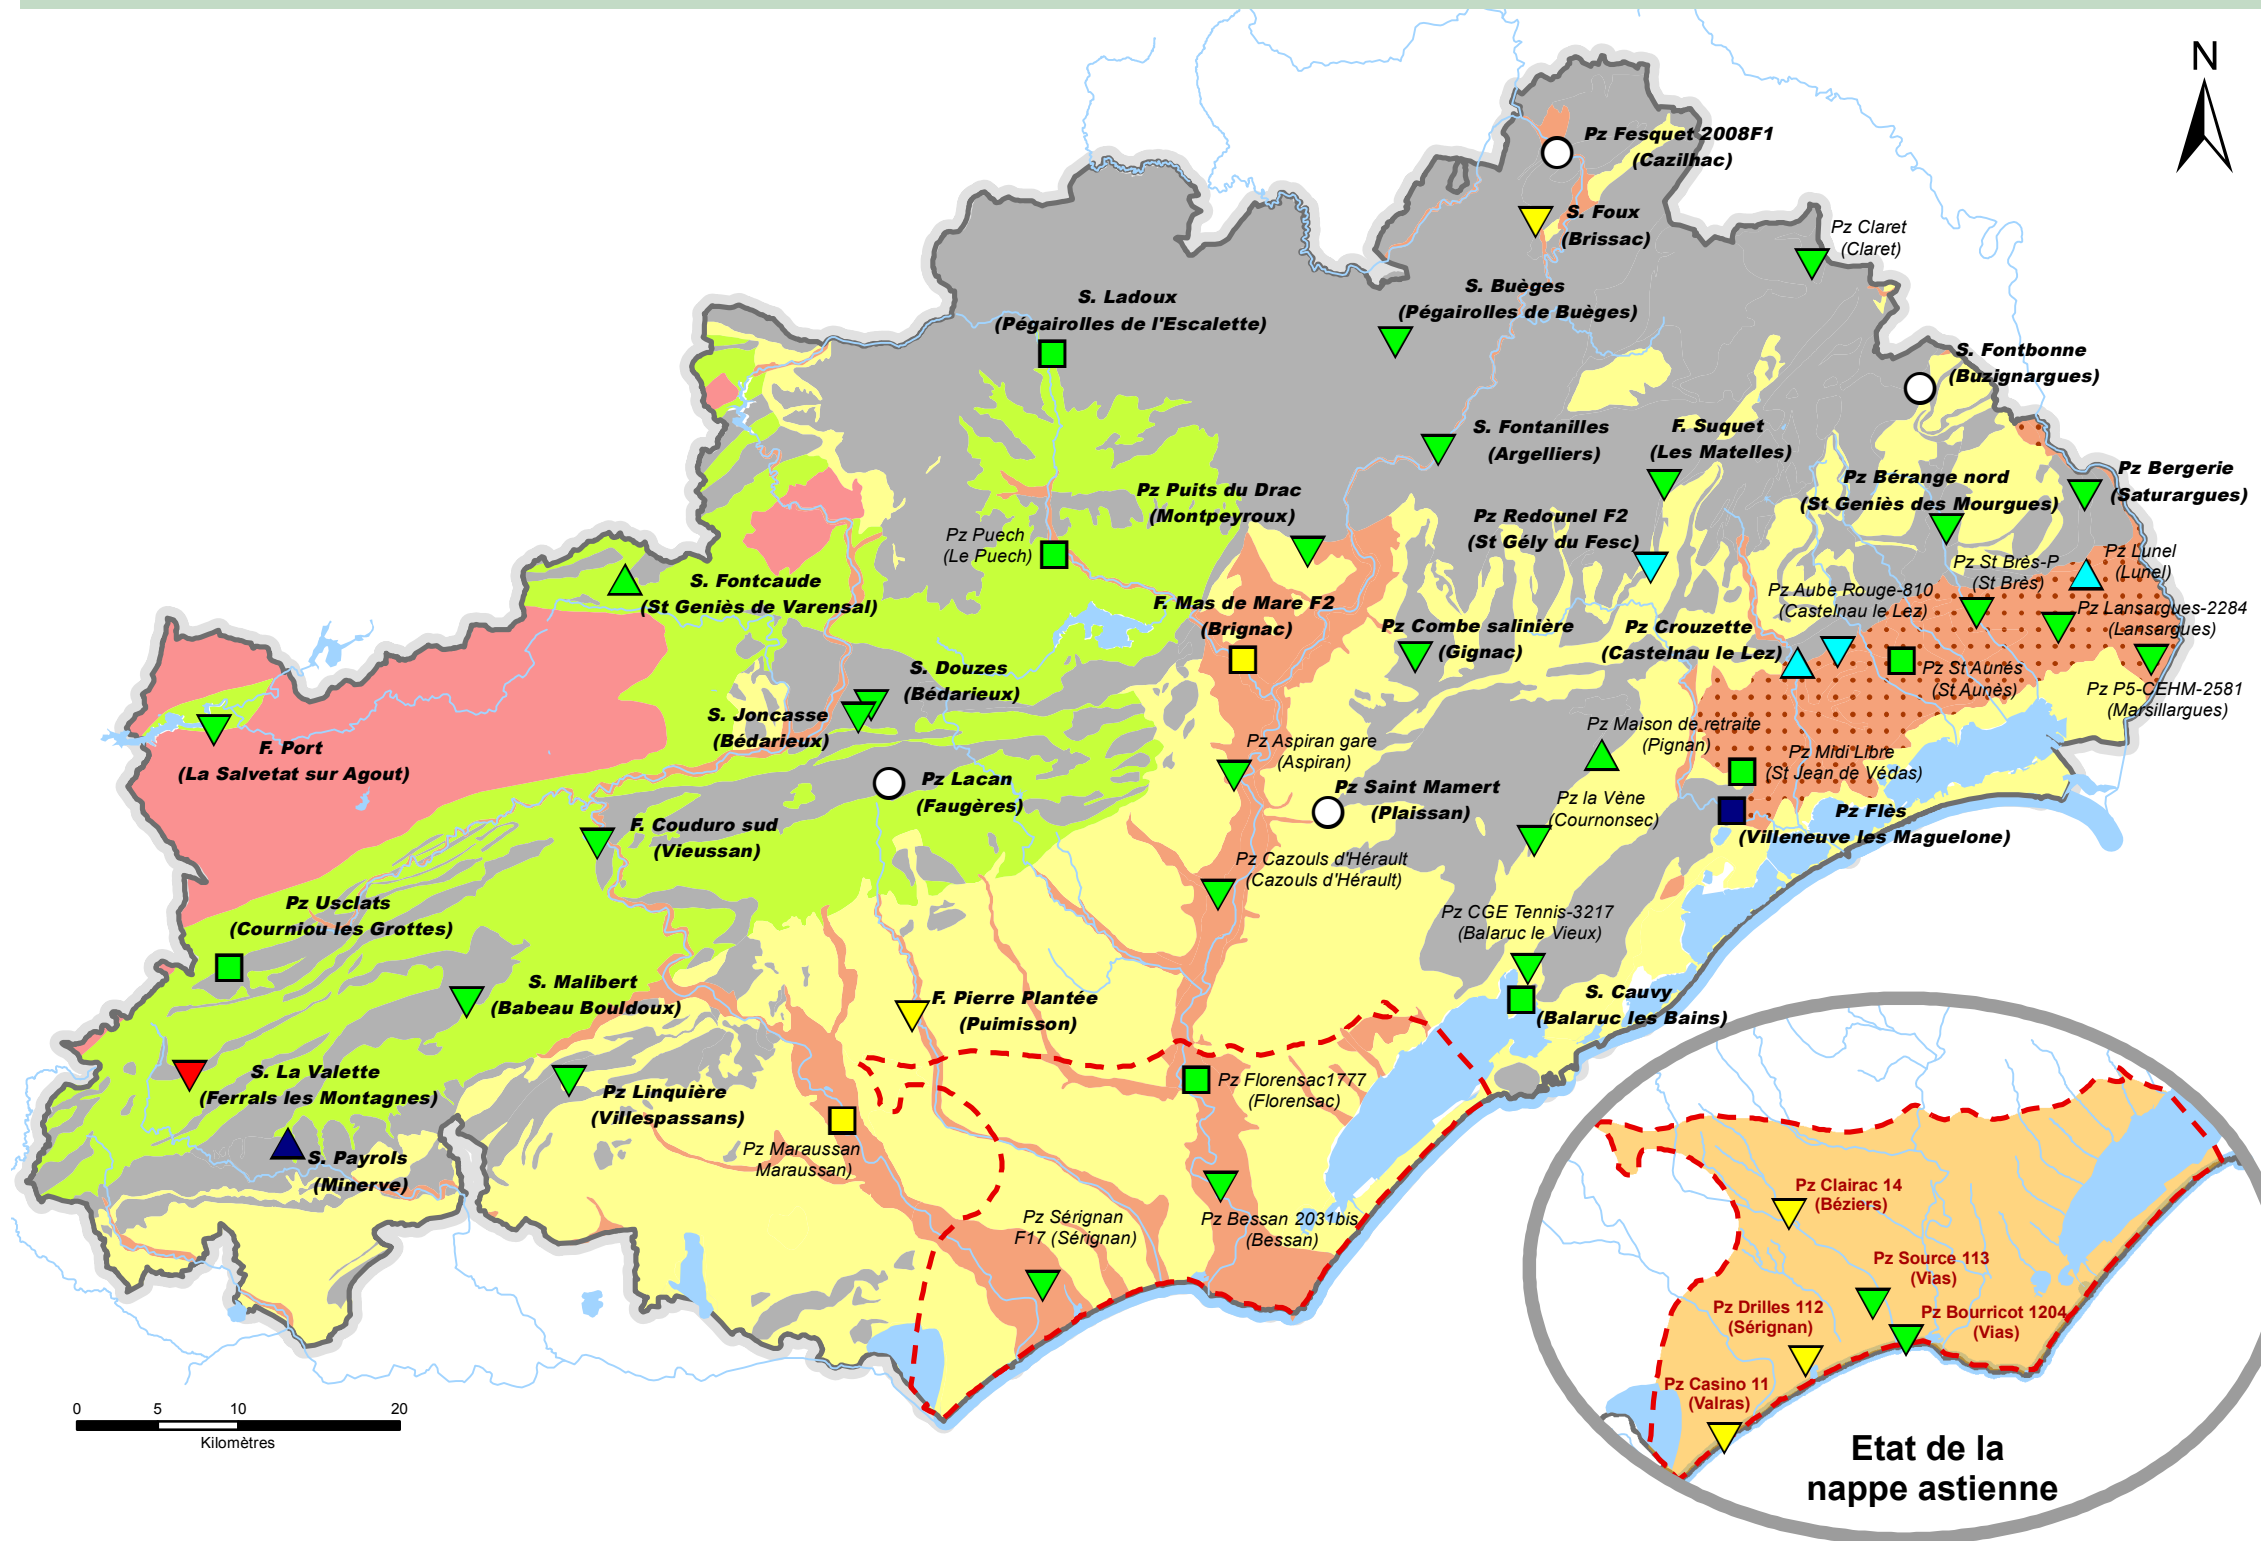 N
Pz Fesquet 2008F1
(Cazilhac)
S. Foux
(Brissac)
Pz Claret
(Claret)
S. Buèges
(Pégairolles de Buèges)
S. Ladoux
(Pégairolles de l'Escalette)
S. Fontbonne
(Buzignargues)
S. Fontanilles
(Argelliers)
F. Suquet
(Les Matelles)
Pz Bérange nord
(St Geniès des Mourgues)
Pz Bergerie
(Saturargues)
Pz Puits du Drac
(Montpeyroux)
Pz Redounel F2
(St Gély du Fesc)
Pz Puech
(Le Puech)
Pz St Brès-P
(St Brès)
Pz Lunel
(Lunel)
S. Fontcaude
(St Geniès de Varensal)
Pz Aube Rouge-810
(Castelnau le Lez)
F. Mas de Mare F2
(Brignac)
Pz Lansargues-2284
(Lansargues)
Pz Combe salinière
(Gignac)
Pz Crouzette
(Castelnau le Lez)
S. Douzes
(Bédarieux)
Pz St Aunés
(St Aunès)
Pz P5-CEHM-2581
(Marsillargues)
S. Joncasse
(Bédarieux)
Pz Maison de retraite
(Pignan)
F. Port
(La Salvetat sur Agout)
Pz Aspiran gare
(Aspiran)
Pz Midi Libre
(St Jean de Védas)
Pz Lacan
(Faugères)
Pz Saint Mamert
(Plaissan)
Pz la Vène
(Cournonsec)
Pz Flès
(Villeneuve les Maguelone)
F. Couduro sud
(Vieussan)
Pz Cazouls d'Hérault
(Cazouls d'Hérault)
Pz Usclats
(Courniou les Grottes)
Pz CGE Tennis-3217
(Balaruc le Vieux)
S. Malibert
(Babeau Bouldoux)
F. Pierre Plantée
(Puimisson)
S. Cauvy
(Balaruc les Bains)
S. La Valette
(Ferrals les Montagnes)
Pz Linquière
(Villespassans)
Pz Florensac1777
(Florensac)
Pz Maraussan
Maraussan)
S. Payrols
(Minerve)
Pz Sérignan
F17 (Sérignan)
Pz Bessan 2031bis
(Bessan)
Pz Clairac 14
(Béziers)
Pz Source 113
(Vias)
Pz Drilles 112
(Sérignan)
Pz Bourricot 1204
(Vias)
Pz Casino 11
(Valras)
0 5 10 20
Kilomètres
Etat de la
nappe astienne